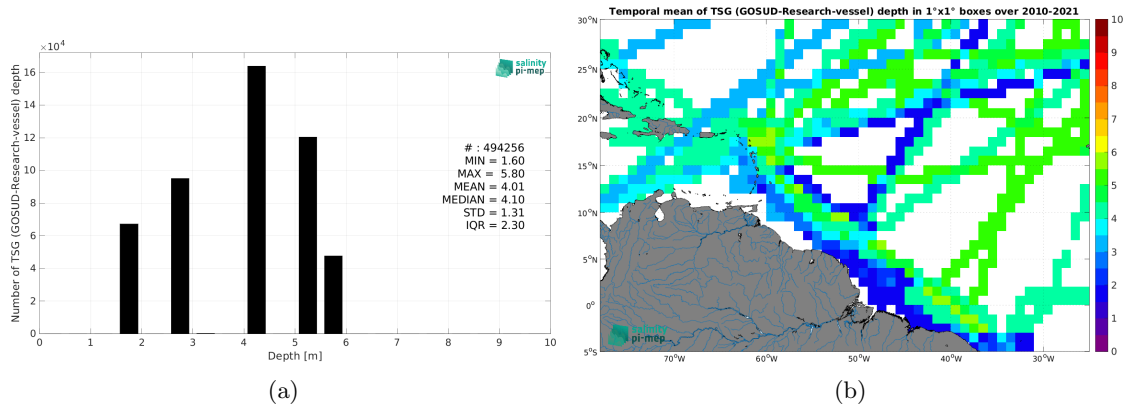 ×10⁴
16
14
12
10
8
6
4
2
0
Number of TSG (GOSUD-Research-vessel) depth
0 1 2 3 4 5 6 7 8 9 10
Depth [m]
salinity
pi-mep
# : 494256
MIN = 1.60
MAX = 5.80
MEAN = 4.01
MEDIAN = 4.10
STD = 1.31
IQR = 2.30
(a)
Temporal mean of TSG (GOSUD-Research-vessel) depth in 1°x1° boxes over 2010-2021
30°N
25°N
20°N
15°N
10°N
5°N
0°
5°S
70°W 60°W 50°W 40°W 30°W
salinity
pi-mep
10
9
8
7
6
5
4
3
2
1
0
(b)